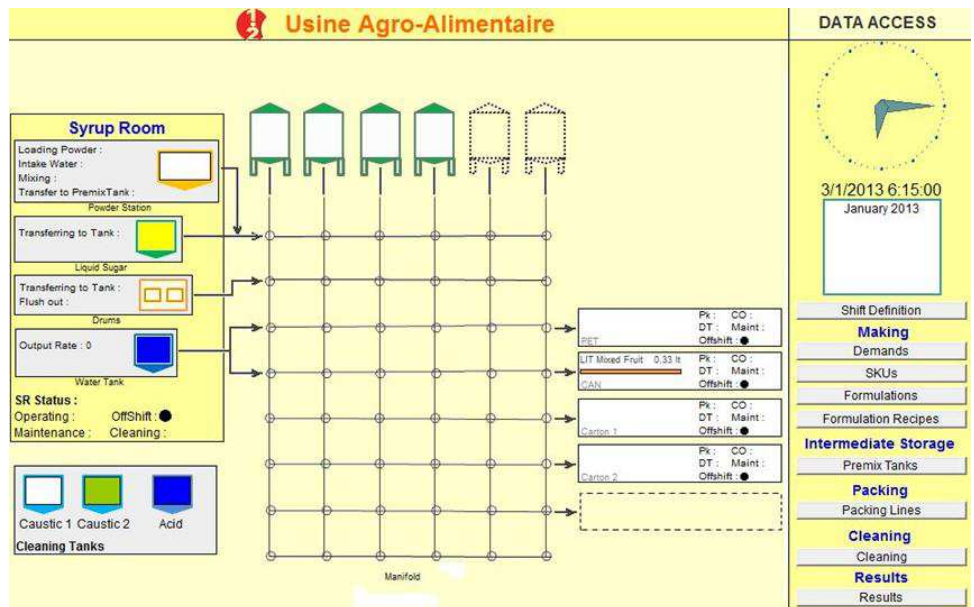 1
2
Usine Agro-Alimentaire
DATA ACCESS
3/1/2013 6:15:00
January 2013
Syrup Room
Loading Powder :
Intake Water :
Mixing :
Transfer to PremixTank :
Powder Station
Transferring to Tank :
Liquid Sugar
Transferring to Tank :
Flush out :
Drums
Output Rate : 0
Water Tank
SR Status :
Operating : OffShift :
Maintenance : Cleaning :
Caustic 1 Caustic 2 Acid
Cleaning Tanks
Manifold
Pk : CO :
DT : Maint :
PET Offshift :
LIT Mixed Fruit 0,33 lt Pk : CO :
DT : Maint :
CAN Offshift :
Pk : CO :
DT : Maint :
Carton 1 Offshift :
Pk : CO :
DT : Maint :
Carton 2 Offshift :
Shift Definition
Making
Demands
SKUs
Formulations
Formulation Recipes
Intermediate Storage
Premix Tanks
Packing
Packing Lines
Cleaning
Cleaning
Results
Results